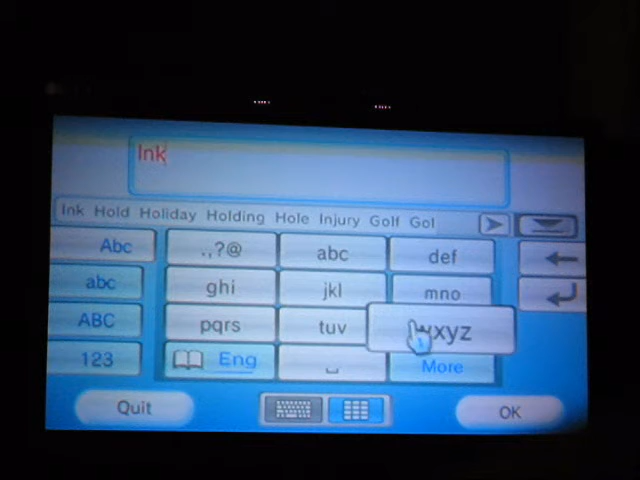 Ink
Ink Hold Holiday Holding Hole Injury Golf Gol
Abc .,?@ abc def
abc ghi jkl mno
ABC pqrs tuv wxyz
123 Eng More
Quit OK